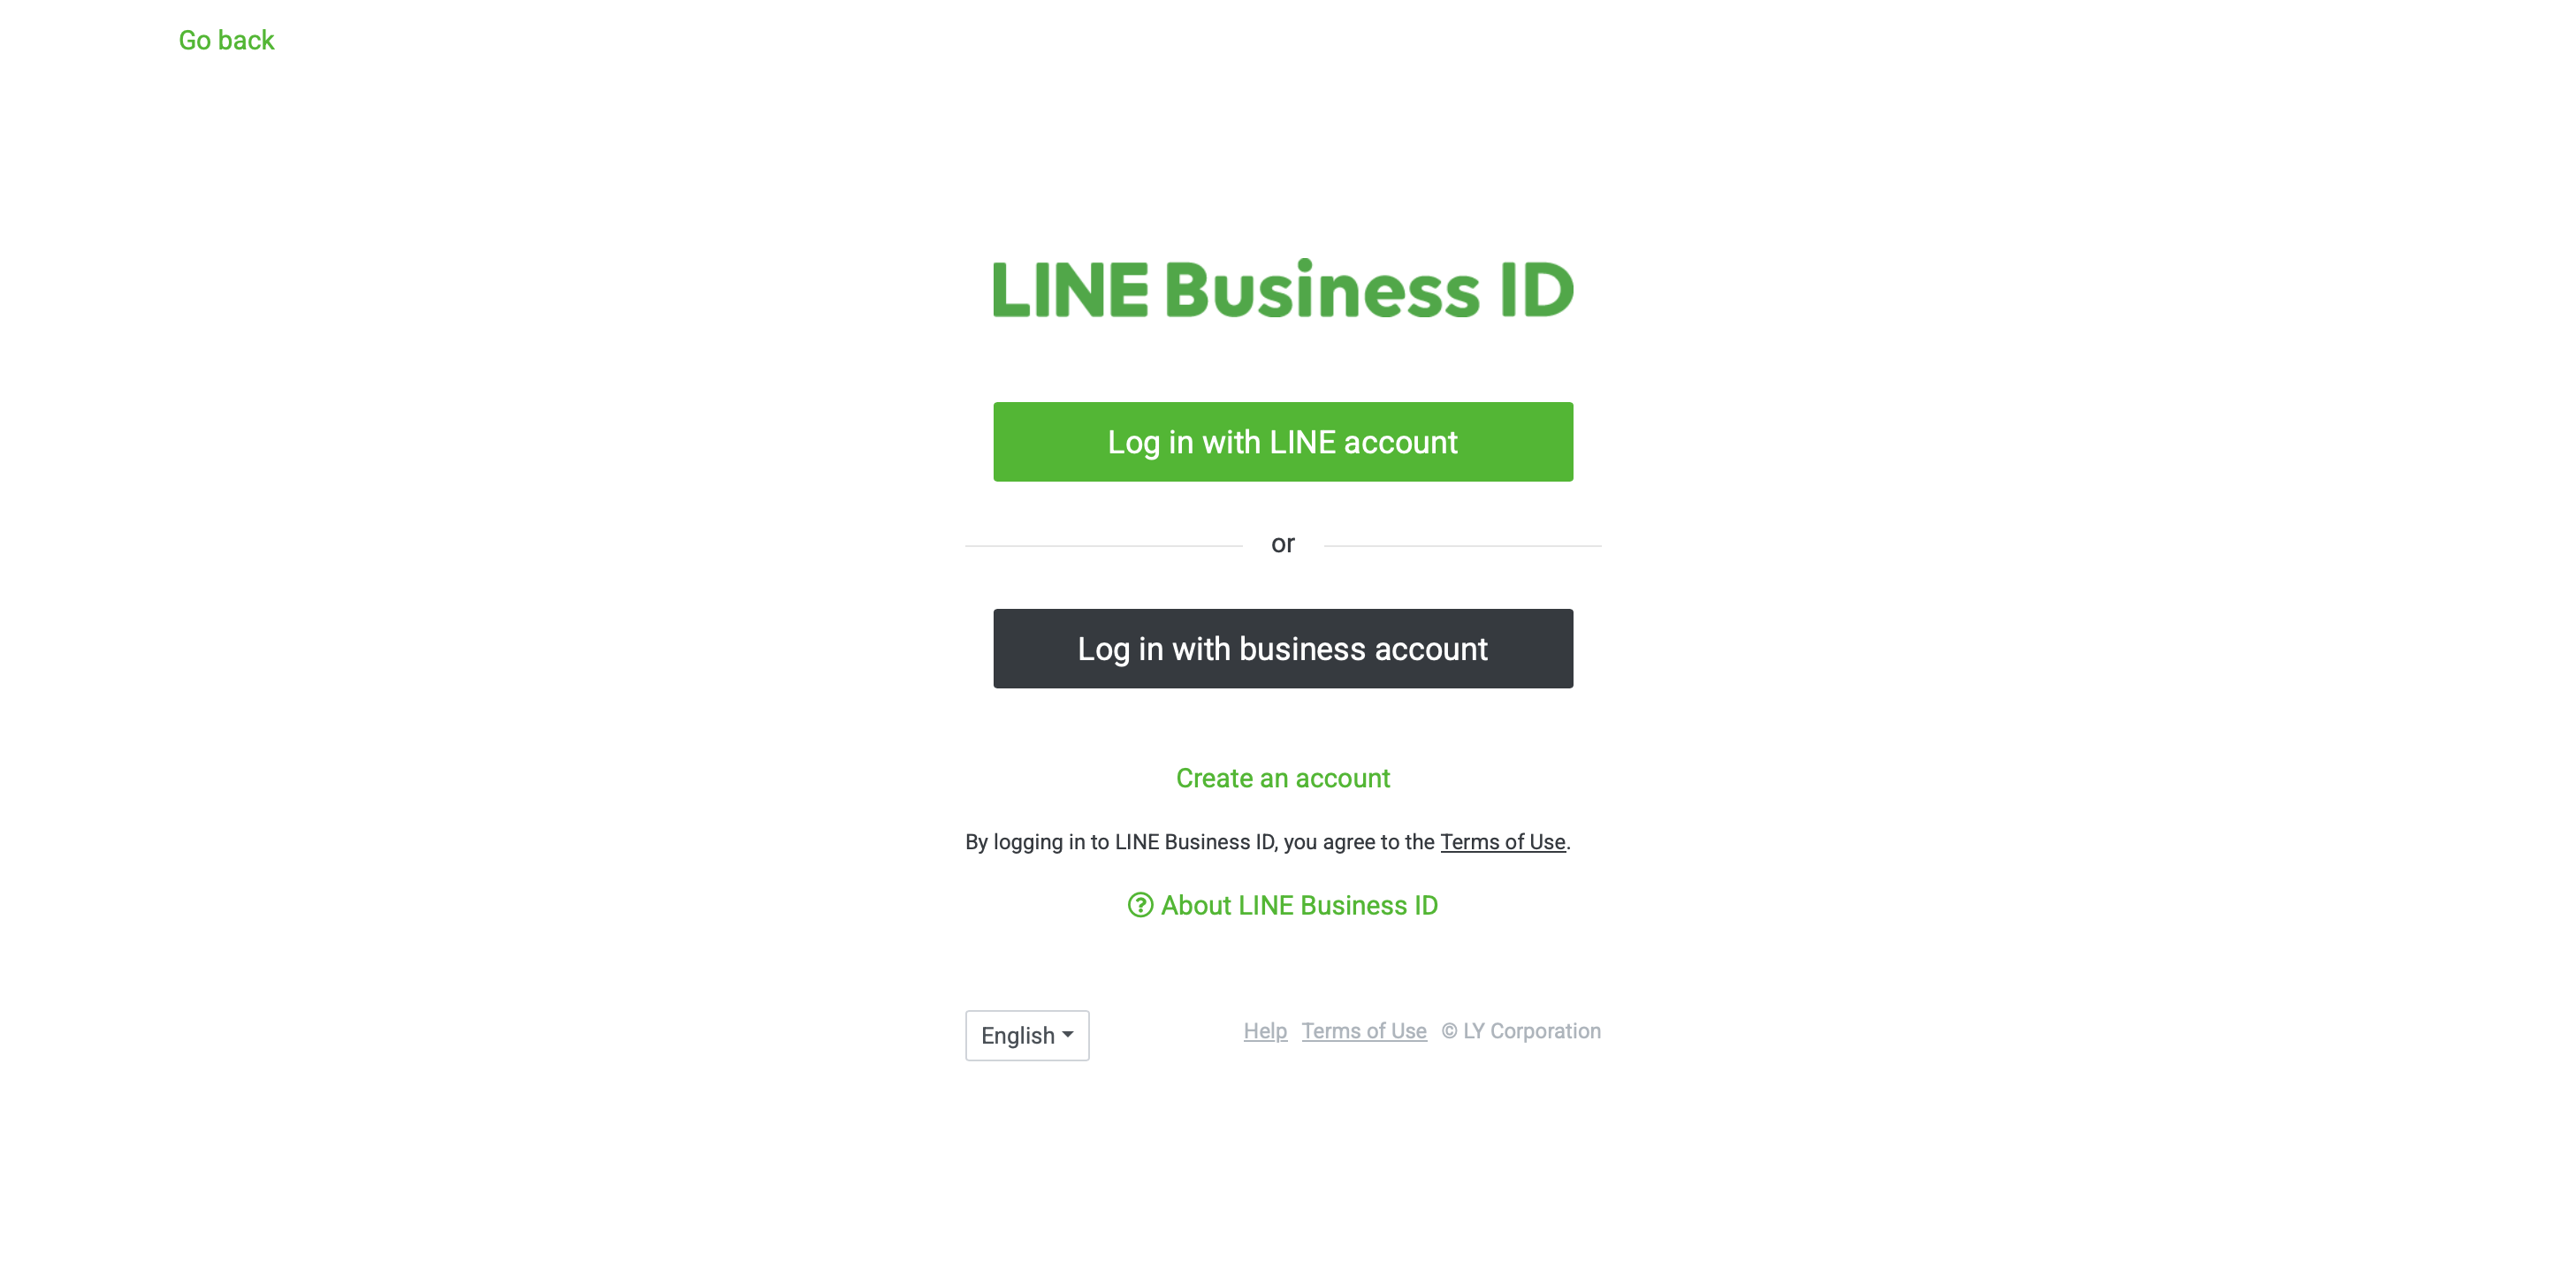 Go back
LINE Business ID
Log in with LINE account
or
Log in with business account
Create an account
By logging in to LINE Business ID, you agree to the Terms of Use.
About LINE Business ID
English
Help Terms of Use © LY Corporation